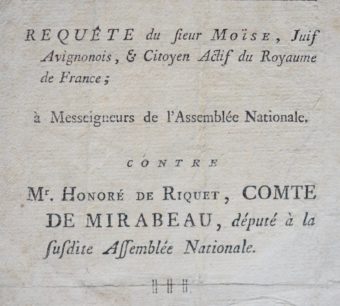 REQUÊTE du ſieur MOÏSE, Juif
Avignonois, & Citoyen Actif du Royaume
de France;
à Messeigneurs de l'Assemblée Nationale.
CONTRE
Mr. HONORÉ DE RIQUET, COMTE
DE MIRABEAU, député à la
ſuſdite Aſſemblée Nationale.